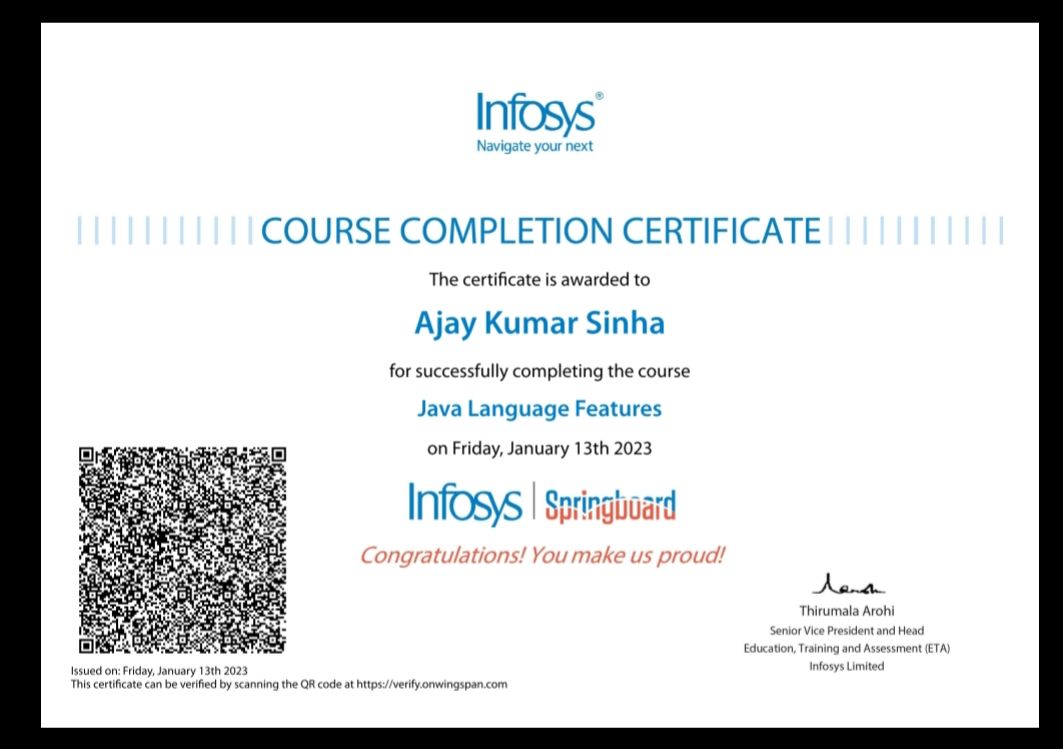 Infosys®
Navigate your next
COURSE COMPLETION CERTIFICATE
The certificate is awarded to
Ajay Kumar Sinha
for successfully completing the course
Java Language Features
on Friday, January 13th 2023
Infosys | Springboard
Congratulations! You make us proud!
Thirumala Arohi
Senior Vice President and Head
Education, Training and Assessment (ETA)
Infosys Limited
Issued on: Friday, January 13th 2023
This certificate can be verified by scanning the QR code at https://verify.onwingspan.com